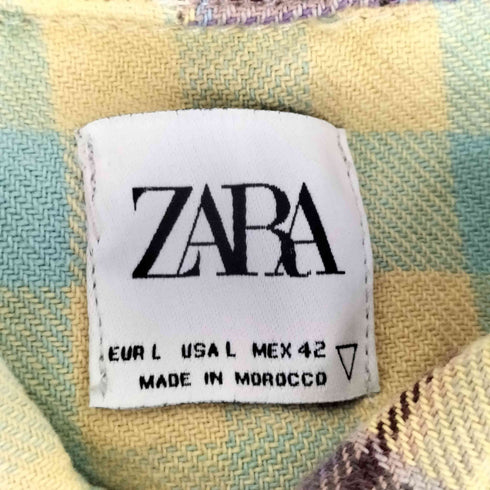 ZARA
EUR L USA L MEX 42
MADE IN MOROCCO